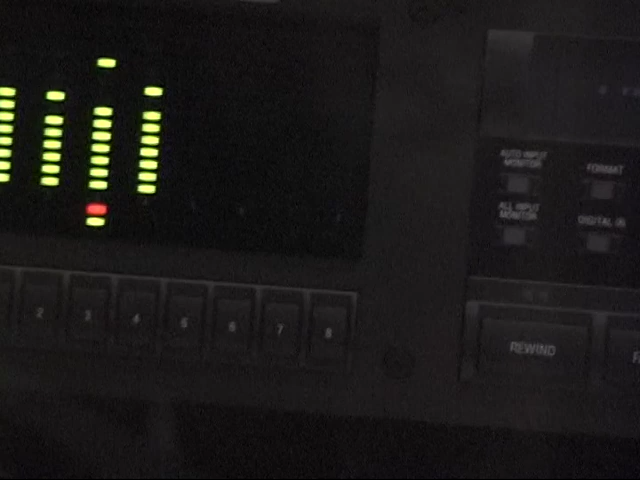 AUTO INPUT
MONITOR
FORMAT
ALL INPUT
MONITOR
DIGITAL IN
2 3 4 5 6 7 8
REWIND